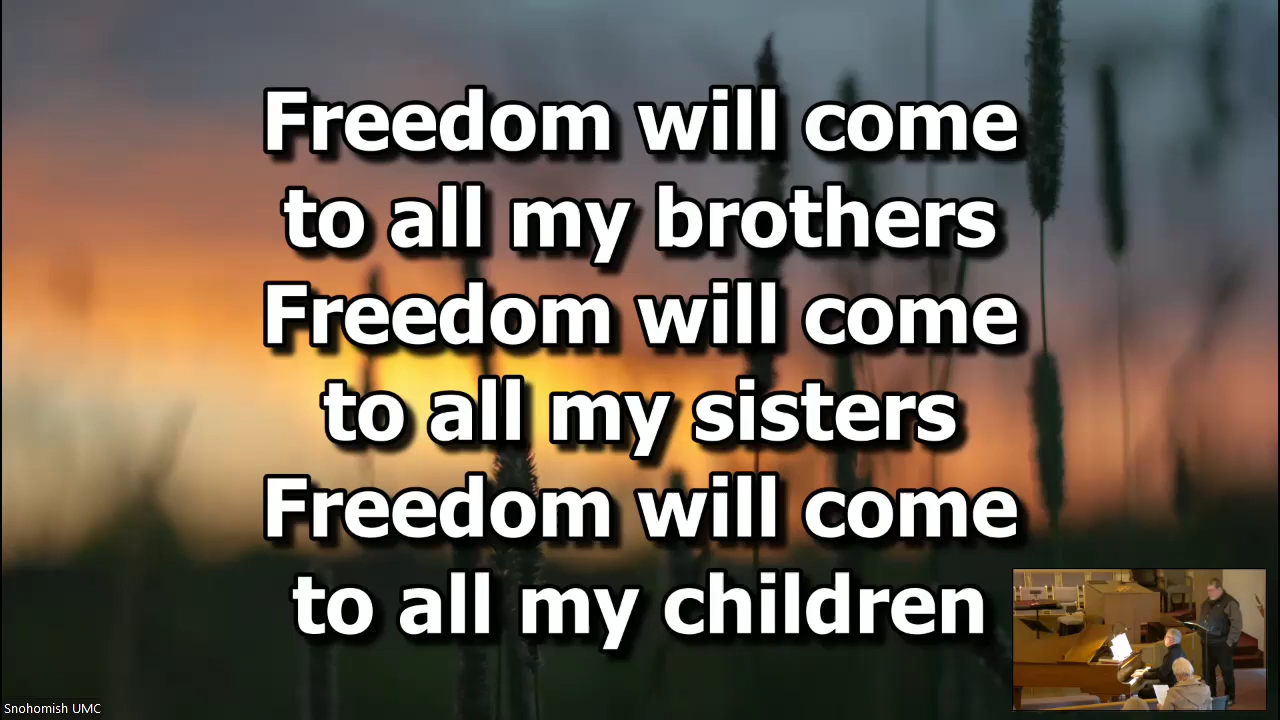 Freedom will come
to all my brothers
Freedom will come
to all my sisters
Freedom will come
to all my children
Snohomish UMC